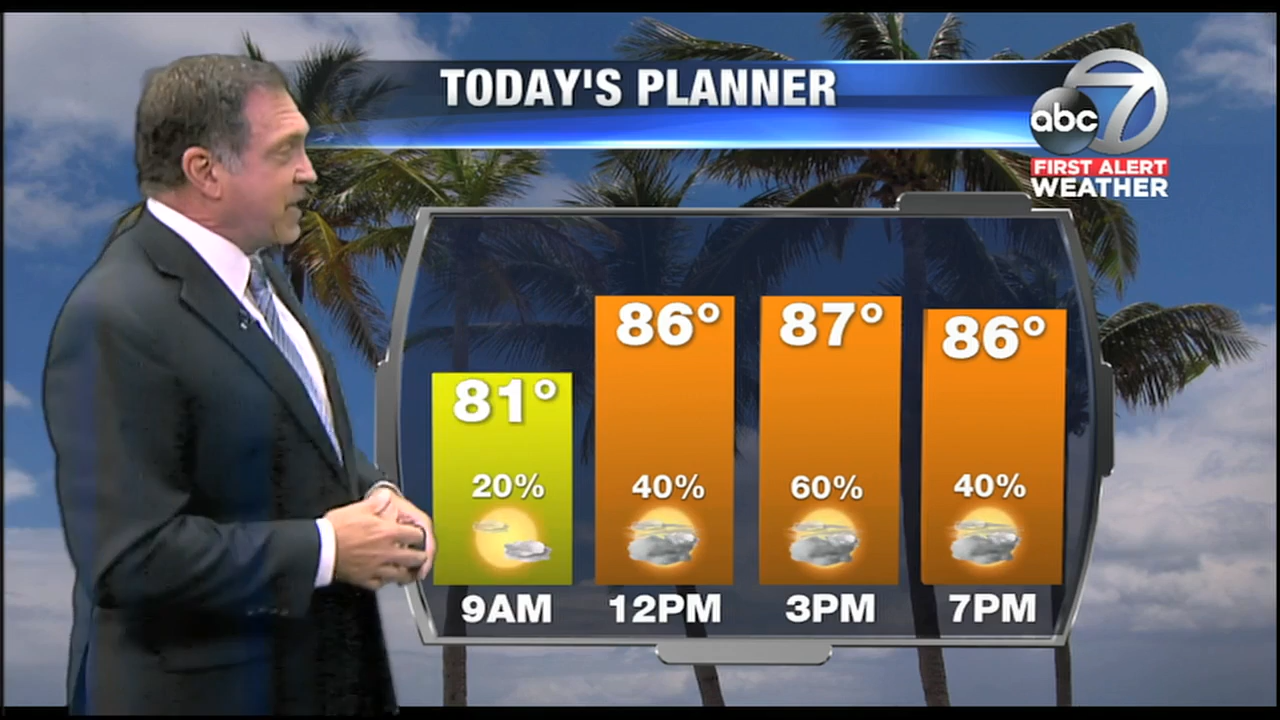 TODAY'S PLANNER
abc 7
FIRST ALERT
WEATHER
81° 86° 87° 86°
20% 40% 60% 40%
9AM 12PM 3PM 7PM